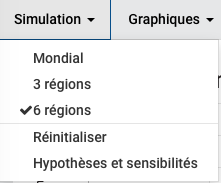 Simulation Graphiques
Mondial
3 régions
6 régions
Réinitialiser
Hypothèses et sensibilités